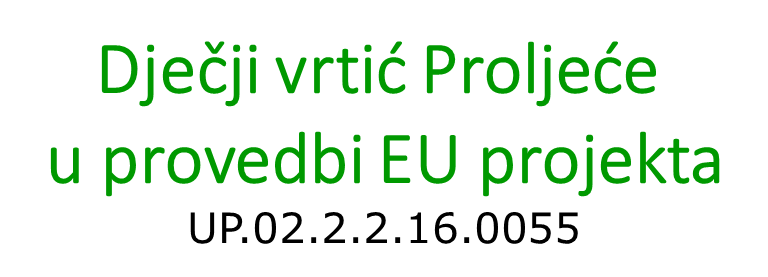 Dječji vrtić Proljeće
u provedbi EU projekta
UP.02.2.2.16.0055